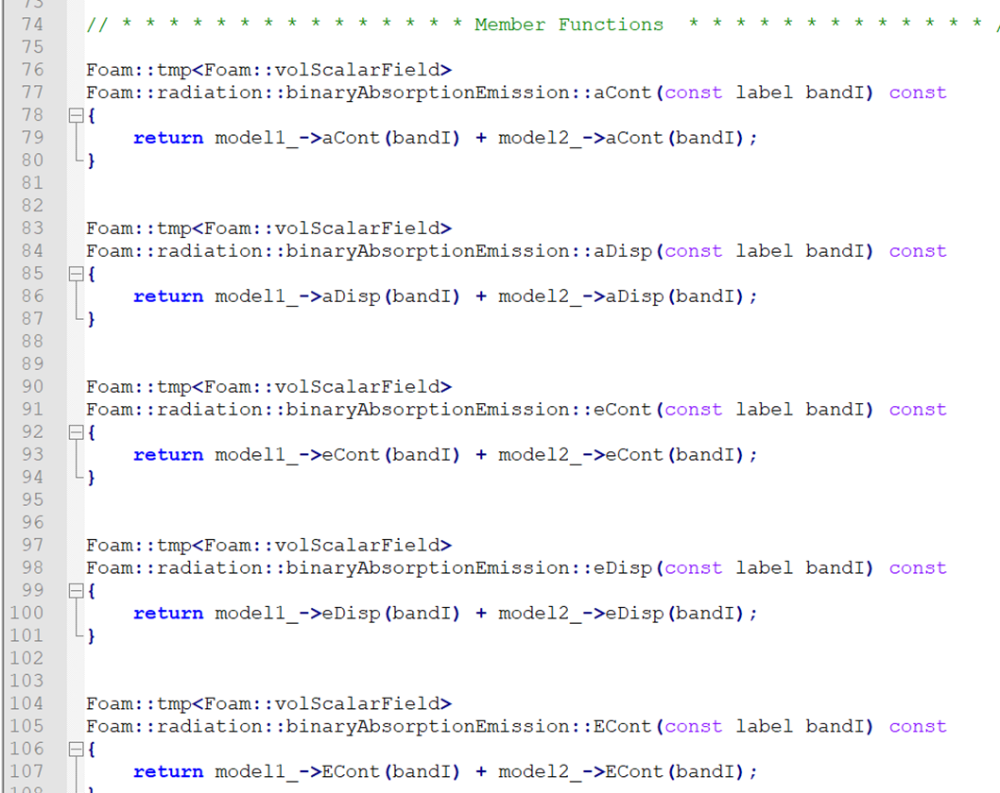 73
74 // * * * * * * * * * * * * * * * Member Functions  * * * * * * * * * * * * * /
75
76 Foam::tmp<Foam::volScalarField>
77 Foam::radiation::binaryAbsorptionEmission::aCont(const label bandI) const
78 {
79     return model1_->aCont(bandI) + model2_->aCont(bandI);
80 }
81
82
83 Foam::tmp<Foam::volScalarField>
84 Foam::radiation::binaryAbsorptionEmission::aDisp(const label bandI) const
85 {
86     return model1_->aDisp(bandI) + model2_->aDisp(bandI);
87 }
88
89
90 Foam::tmp<Foam::volScalarField>
91 Foam::radiation::binaryAbsorptionEmission::eCont(const label bandI) const
92 {
93     return model1_->eCont(bandI) + model2_->eCont(bandI);
94 }
95
96
97 Foam::tmp<Foam::volScalarField>
98 Foam::radiation::binaryAbsorptionEmission::eDisp(const label bandI) const
99 {
100     return model1_->eDisp(bandI) + model2_->eDisp(bandI);
101 }
102
103
104 Foam::tmp<Foam::volScalarField>
105 Foam::radiation::binaryAbsorptionEmission::ECont(const label bandI) const
106 {
107     return model1_->ECont(bandI) + model2_->ECont(bandI);
108 }